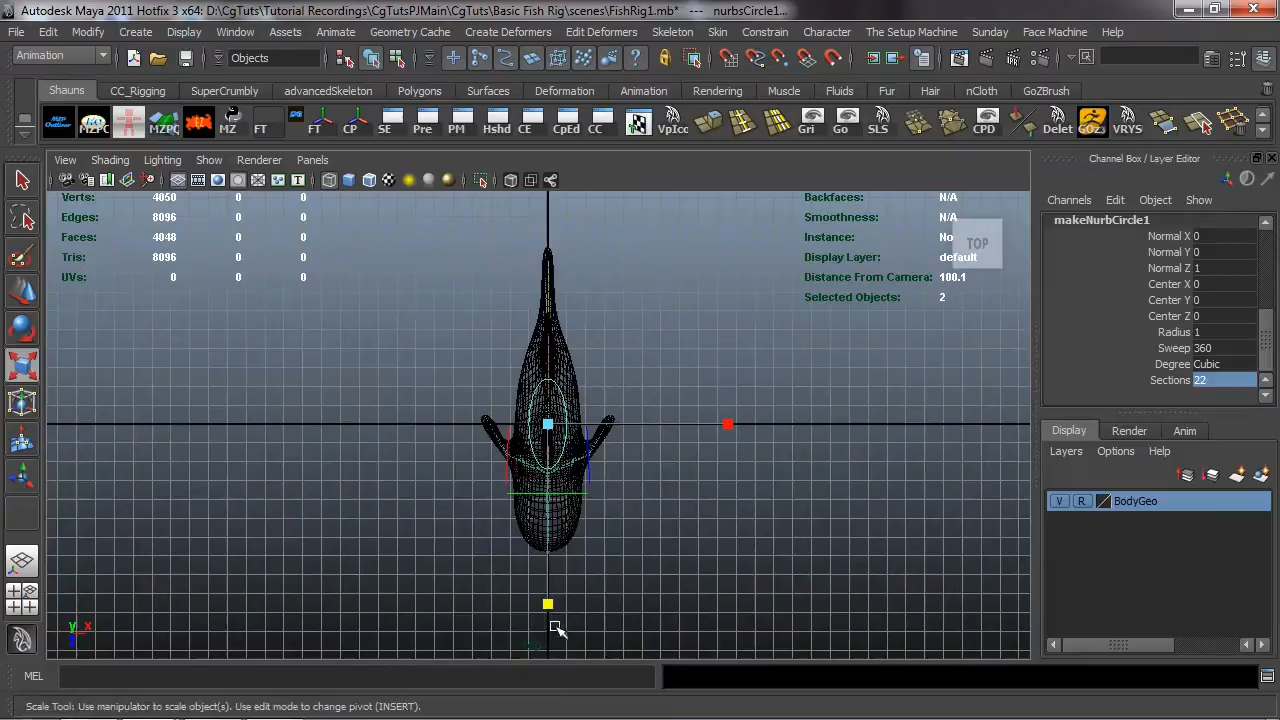 Autodesk Maya 2011 Hotfix 3 x64: D:\CgTuts\Tutorial Recordings\CgTutsPJMain\CgTuts\Basic Fish Rig\scenes\FishRig1.mb* --- nurbsCircle1...
File Edit Modify Create Display Window Assets Animate Geometry Cache Create Deformers Edit Deformers Skeleton Skin Constrain Character The Setup Machine Sunday Face Machine Help
Animation Objects
Shauns CC_Rigging SuperCrumbly advancedSkeleton Polygons Surfaces Deformation Animation Rendering Muscle Fluids Fur Hair nCloth GoZBrush
MZPC MZPC MZ FT FT CP SE Pre PM Hshd CE CpEd CC VpIcc Gri Go SLS CPD Delet GOz3 VRYS
View Shading Lighting Show Renderer Panels
Channel Box / Layer Editor
Channels Edit Object Show
Verts: 4050 0 0
Edges: 8096 0 0
Faces: 4048 0 0
Tris: 8096 0 0
UVs: 0 0 0
Backfaces: N/A
Smoothness: N/A
Instance: No
Display Layer: default
Distance From Camera: 100.1
Selected Objects: 2
TOP
makeNurbCircle1
Normal X 0
Normal Y 0
Normal Z 1
Center X 0
Center Y 0
Center Z 0
Radius 1
Sweep 360
Degree Cubic
Sections 22
Display Render Anim
Layers Options Help
V R BodyGeo
y x
z
MEL
Scale Tool: Use manipulator to scale object(s). Use edit mode to change pivot (INSERT).